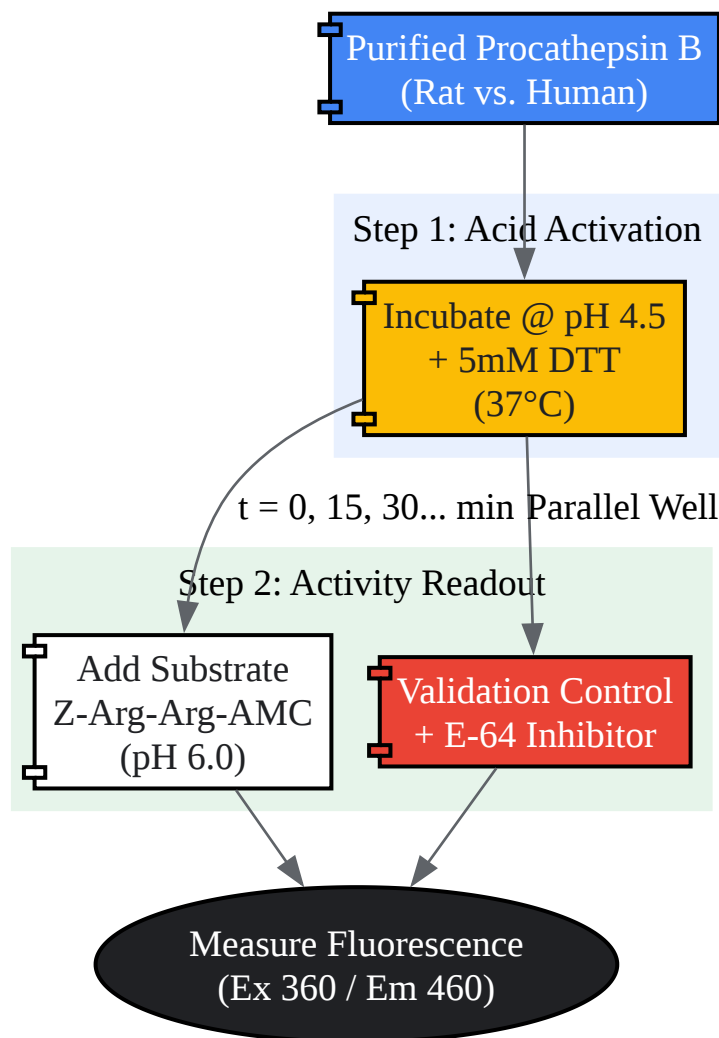 Purified Procathepsin B
(Rat vs. Human)
Step 1: Acid Activation
Incubate @ pH 4.5
+ 5mM DTT
(37°C)
t = 0, 15, 30... min
Parallel Well
Step 2: Activity Readout
Add Substrate
Z-Arg-Arg-AMC
(pH 6.0)
Validation Control
+ E-64 Inhibitor
Measure Fluorescence
(Ex 360 / Em 460)